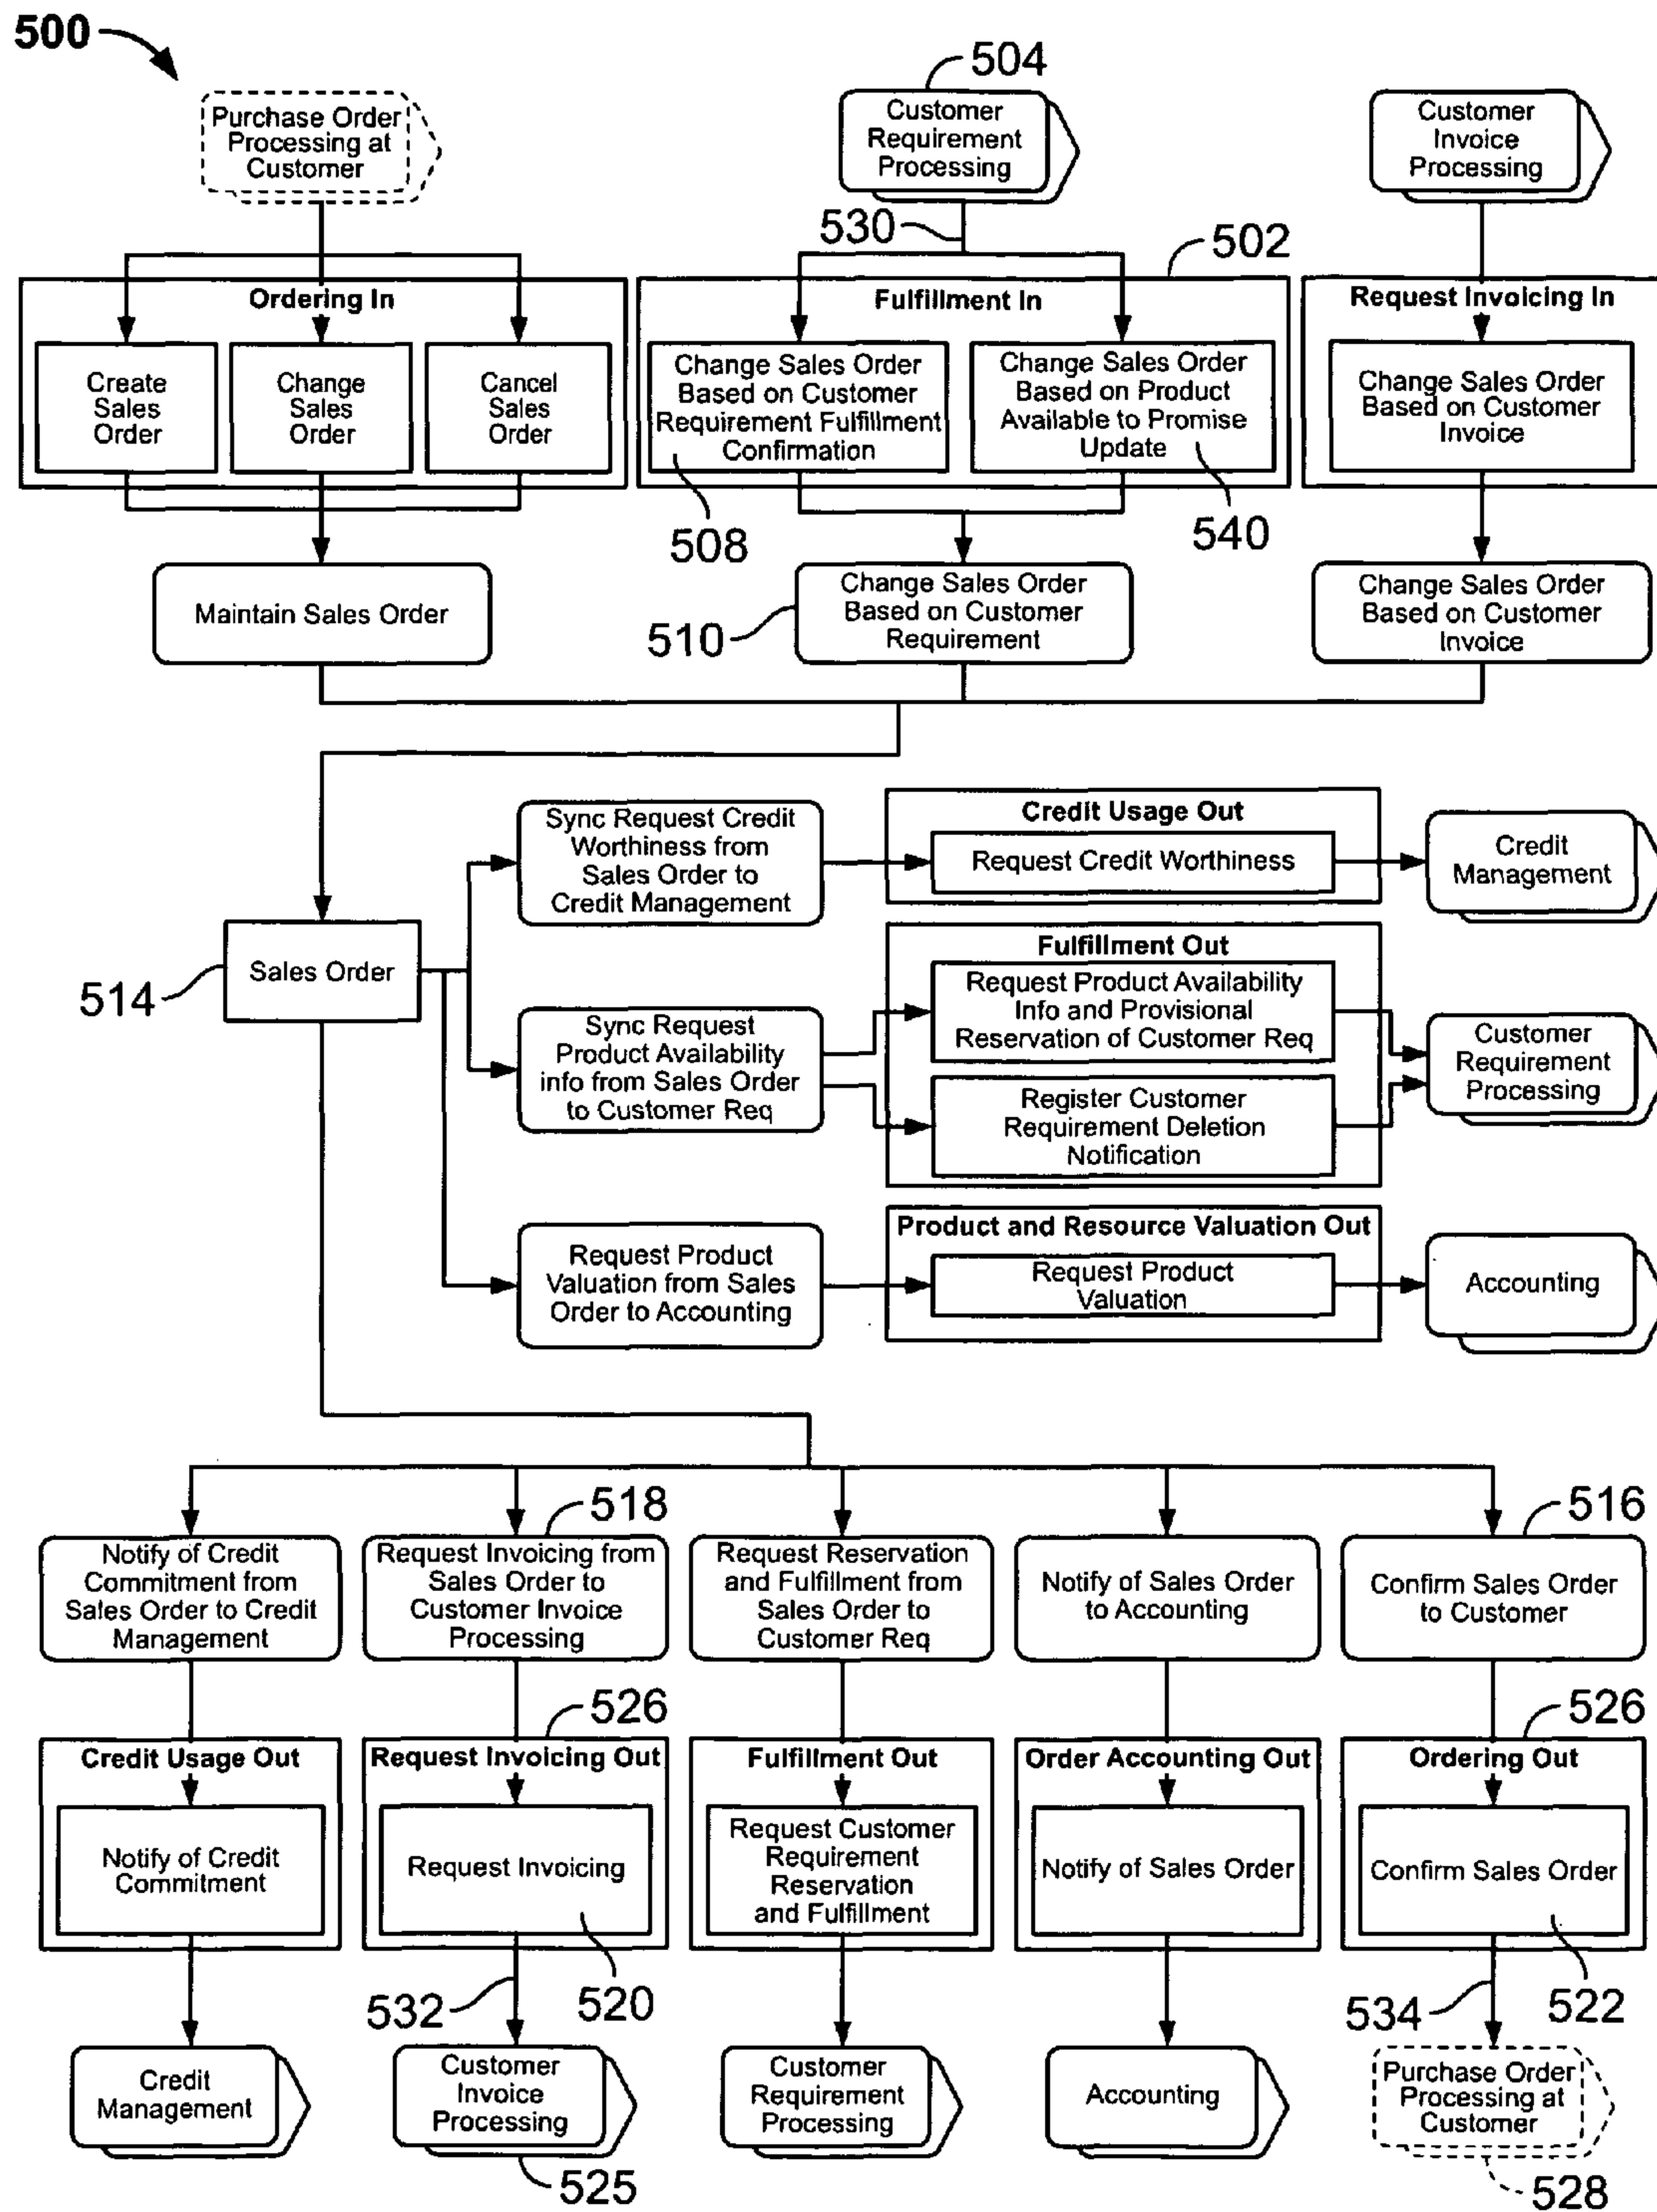 500
Purchase Order
Processing at
Customer
504
Customer
Requirement
Processing
Customer
Invoice
Processing
530
502
Ordering In
Create
Sales
Order
Change
Sales
Order
Cancel
Sales
Order
Fulfillment In
Change Sales Order
Based on Customer
Requirement Fulfillment
Confirmation
Change Sales Order
Based on Product
Available to Promise
Update
Request Invoicing In
Change Sales Order
Based on Customer
Invoice
508
540
Maintain Sales Order
510
Change Sales Order
Based on Customer
Requirement
Change Sales Order
Based on Customer
Invoice
Sync Request Credit
Worthiness from
Sales Order to
Credit Management
Credit Usage Out
Request Credit Worthiness
Credit
Management
514
Sales Order
Sync Request
Product Availability
info from Sales Order
to Customer Req
Fulfillment Out
Request Product Availability
Info and Provisional
Reservation of Customer Req
Register Customer
Requirement Deletion
Notification
Customer
Requirement
Processing
Request Product
Valuation from Sales
Order to Accounting
Product and Resource Valuation Out
Request Product
Valuation
Accounting
518
516
Notify of Credit
Commitment from
Sales Order to Credit
Management
Request Invoicing from
Sales Order to
Customer Invoice
Processing
Request Reservation
and Fulfillment from
Sales Order to
Customer Req
Notify of Sales Order
to Accounting
Confirm Sales Order
to Customer
526
526
Credit Usage Out
Notify of Credit
Commitment
Request Invoicing Out
Request Invoicing
Fulfillment Out
Request Customer
Requirement
Reservation
and Fulfillment
Order Accounting Out
Notify of Sales Order
Ordering Out
Confirm Sales Order
532
520
534
522
Credit
Management
Customer
Invoice
Processing
Customer
Requirement
Processing
Accounting
Purchase Order
Processing at
Customer
525
528